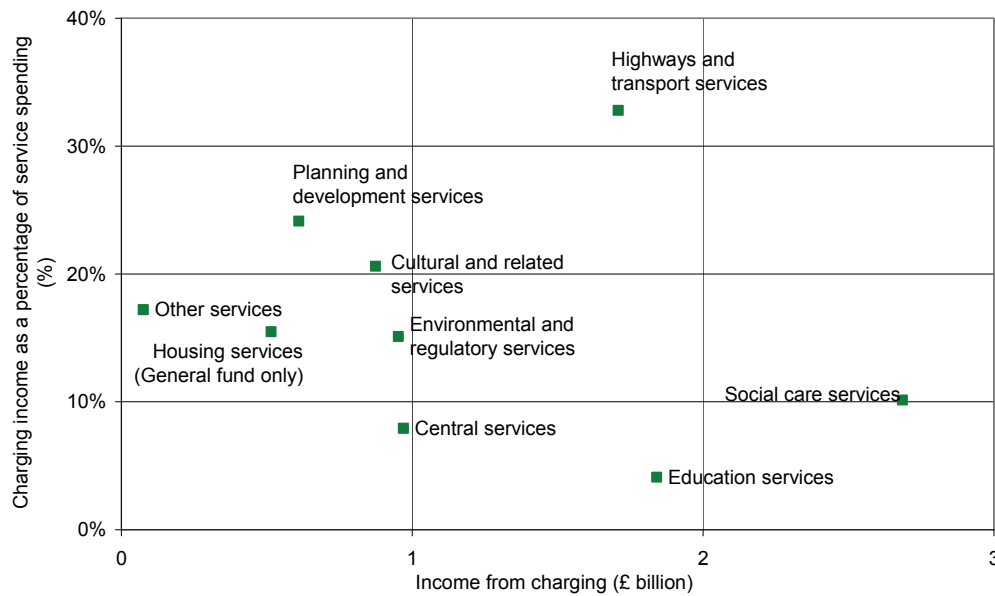 40%
30%
20%
10%
0%
Charging income as a percentage of service spending
(%)
Highways and
transport services
Planning and
development services
Cultural and related
services
Other services
Environmental and
regulatory services
Housing services
(General fund only)
Social care services
Central services
Education services
0
1
2
3
Income from charging (£ billion)